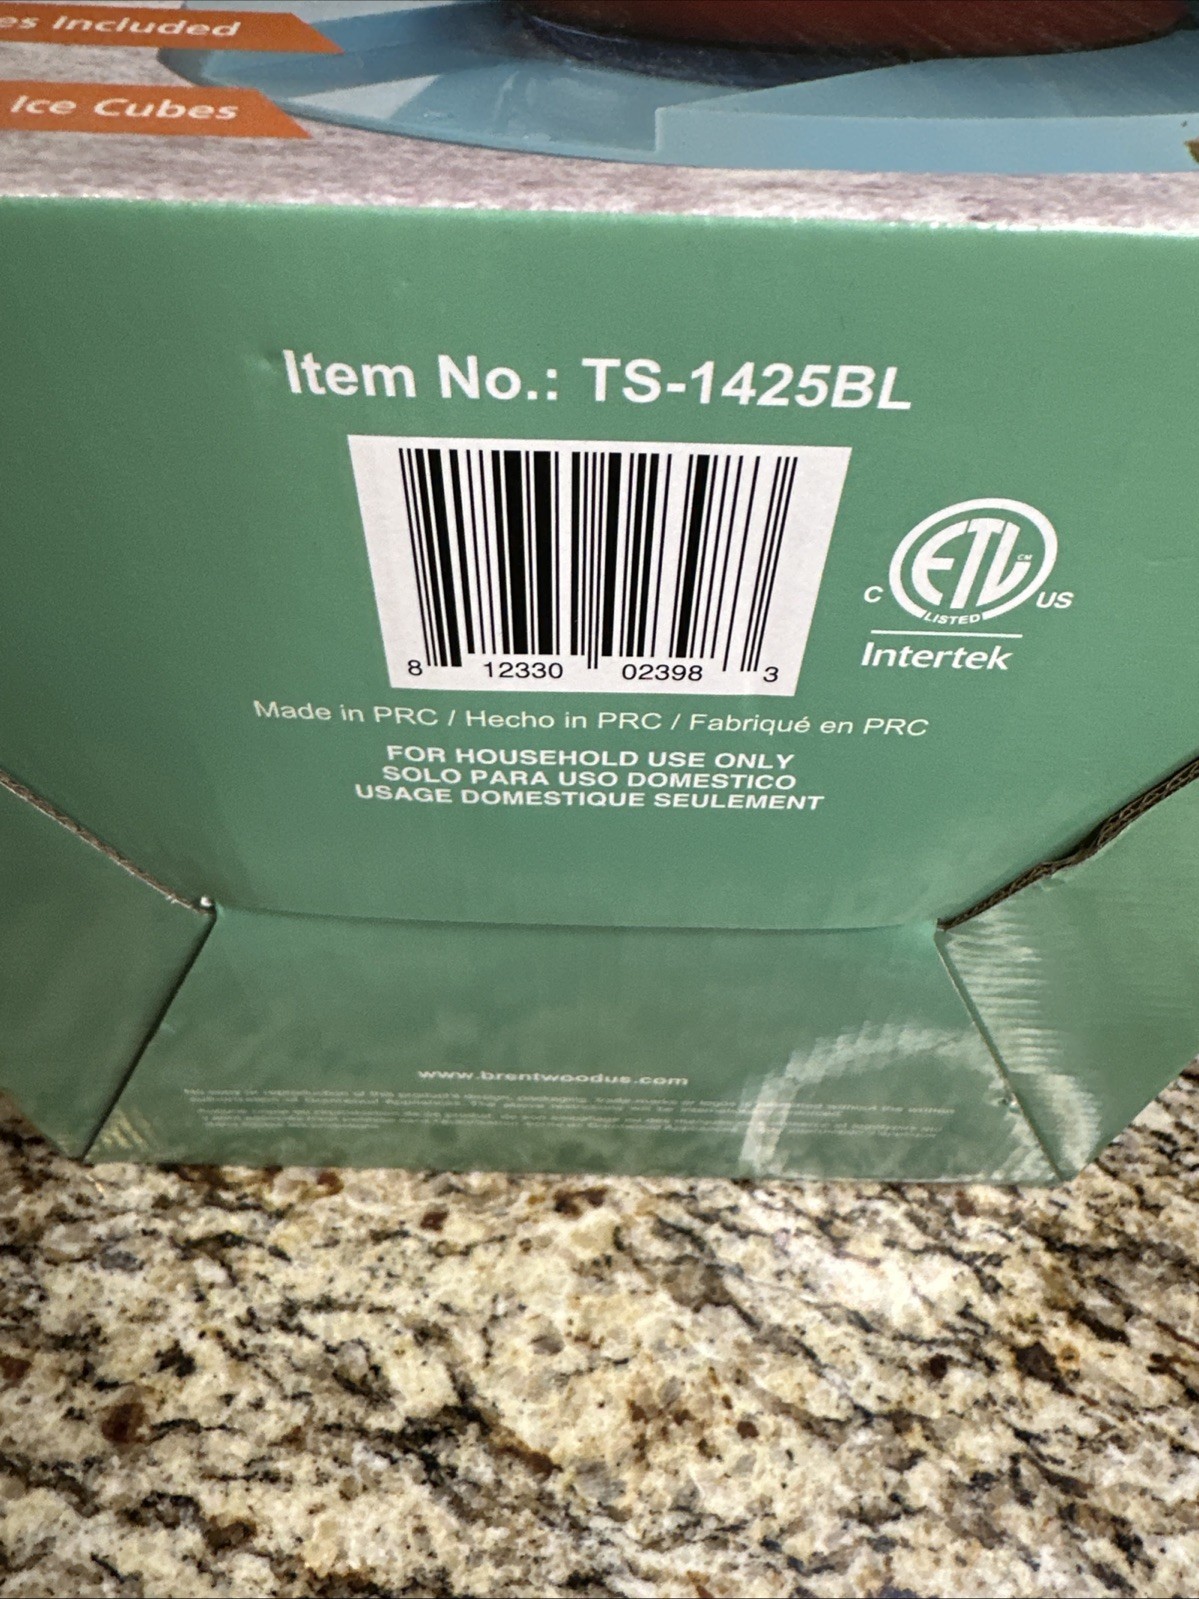 es Included
Ice Cubes
Item No.: TS-1425BL
8 12330 02398 3
C ETL CM US
LISTED
Intertek
Made in PRC / Hecho in PRC / Fabriqué en PRC
FOR HOUSEHOLD USE ONLY
SOLO PARA USO DOMESTICO
USAGE DOMESTIQUE SEULEMENT
www.brentwoodus.com